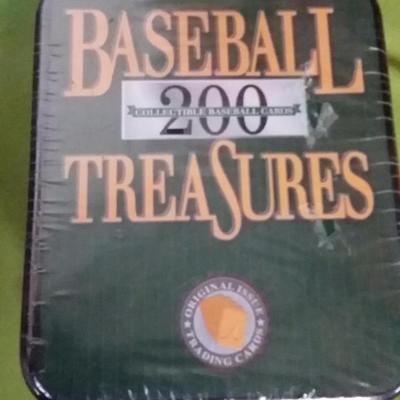 BASEBALL
200
COLLECTIBLE BASEBALL CARDS
TREASURES
ORIGINAL ISSUE
TRADING CARDS